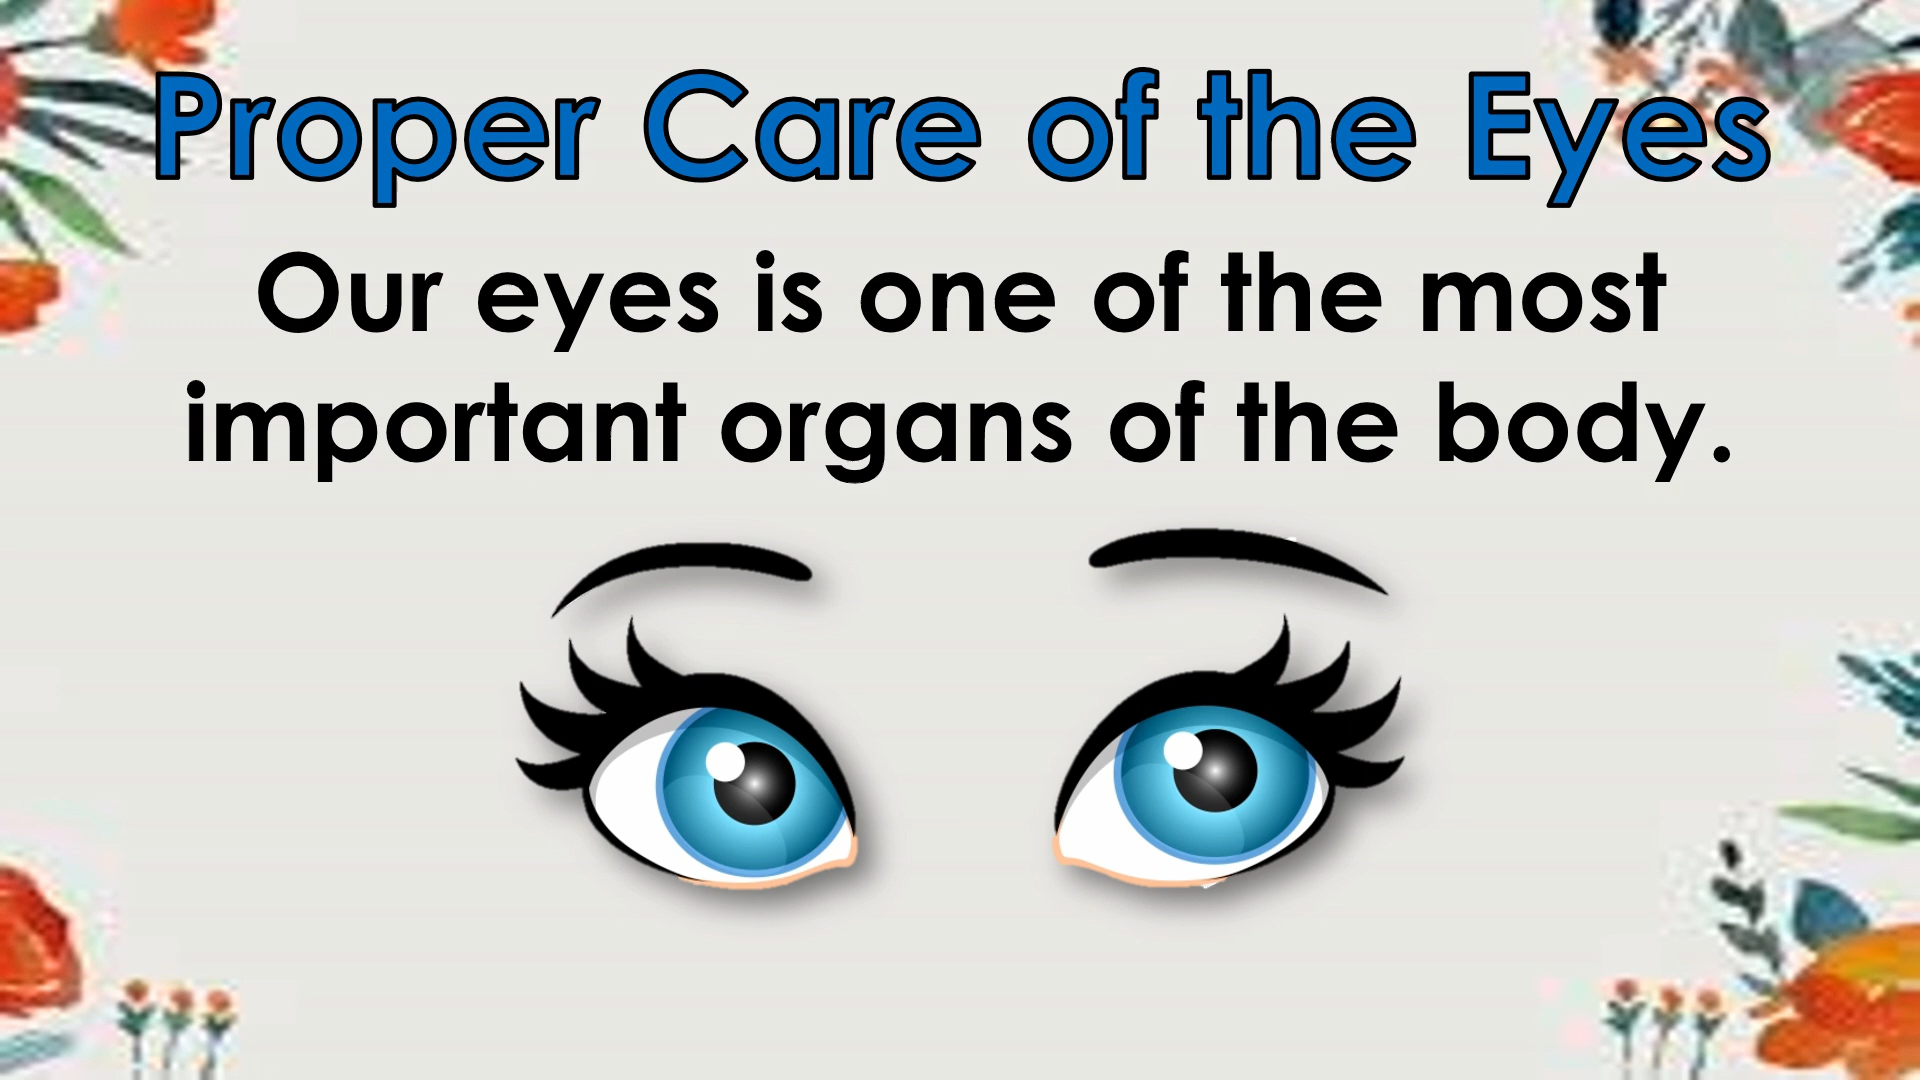 Proper Care of the Eyes
Our eyes is one of the most
important organs of the body.